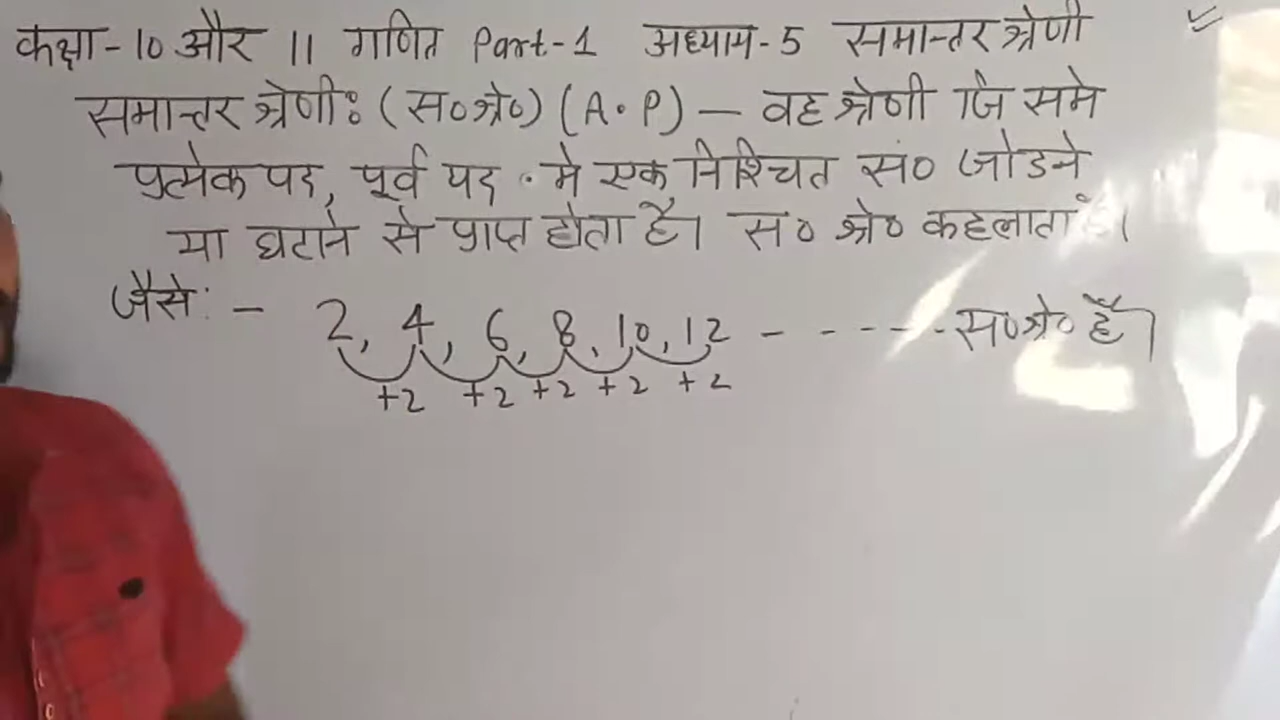 कक्षा-10 और 11 गणित Part-1 अध्याय-5 समान्तर श्रेणी
समान्तर श्रेणीः (स०श्रे०) (A.P) – वह श्रेणी जिसमे
प्रत्येक पद, पूर्व पद . मे एक निश्चित सं० जोडने
या घटाने से प्राप्त होता है। स० श्रे० कहलाता है।
जैसे: - 2, 4, 6, 8, 10, 12 ------ स०श्रे० है।
+2 +2 +2 +2 +2